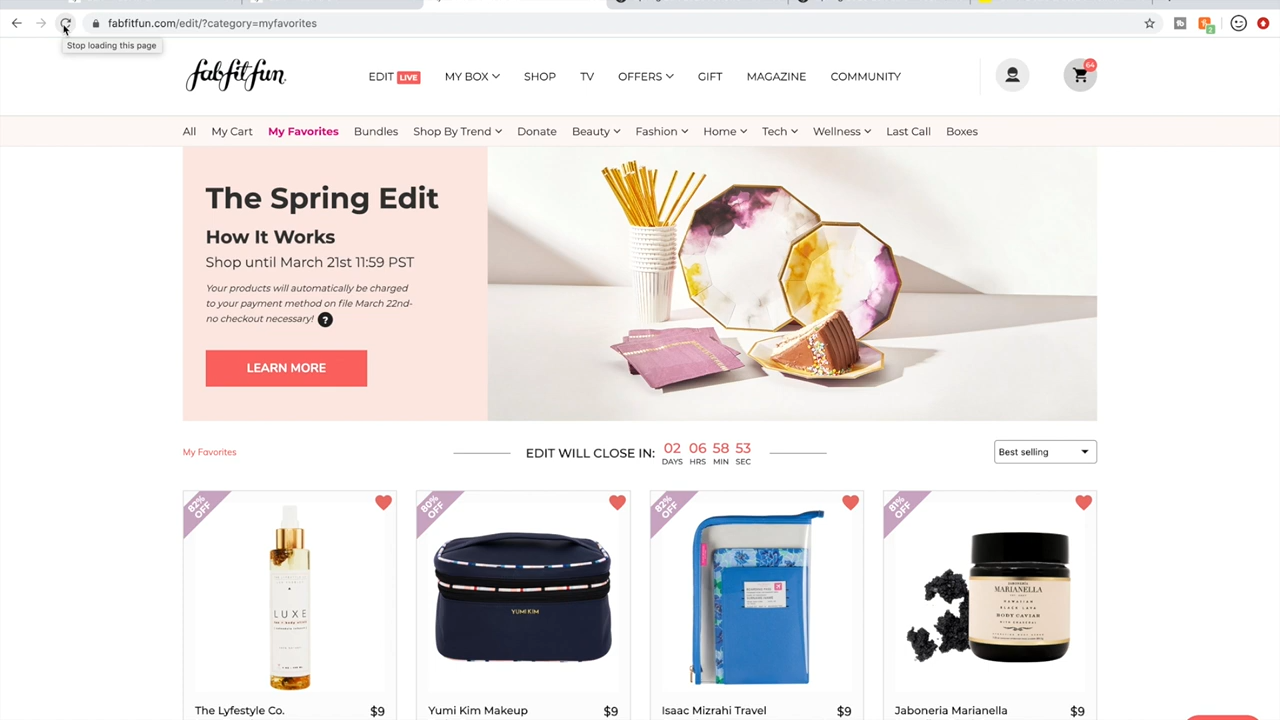 fabfitfun.com/edit/?category=myfavorites
2
Stop loading this page
fabfitfun
EDIT LIVE MY BOX SHOP TV OFFERS GIFT MAGAZINE COMMUNITY
64
All My Cart My Favorites Bundles Shop By Trend Donate Beauty Fashion Home Tech Wellness Last Call Boxes
The Spring Edit
How It Works
Shop until March 21st 11:59 PST
Your products will automatically be charged
to your payment method on file March 22nd-
no checkout necessary! ?
LEARN MORE
My Favorites
EDIT WILL CLOSE IN: 02 06 58 53
DAYS HRS MIN SEC
Best selling
82% OFF
80% OFF
82% OFF
81% OFF
LUXE
YUMI KIM
MARIANELLA
BODY CAVIAR
The Lyfestyle Co. $9
Yumi Kim Makeup $9
Isaac Mizrahi Travel $9
Jaboneria Marianella $9